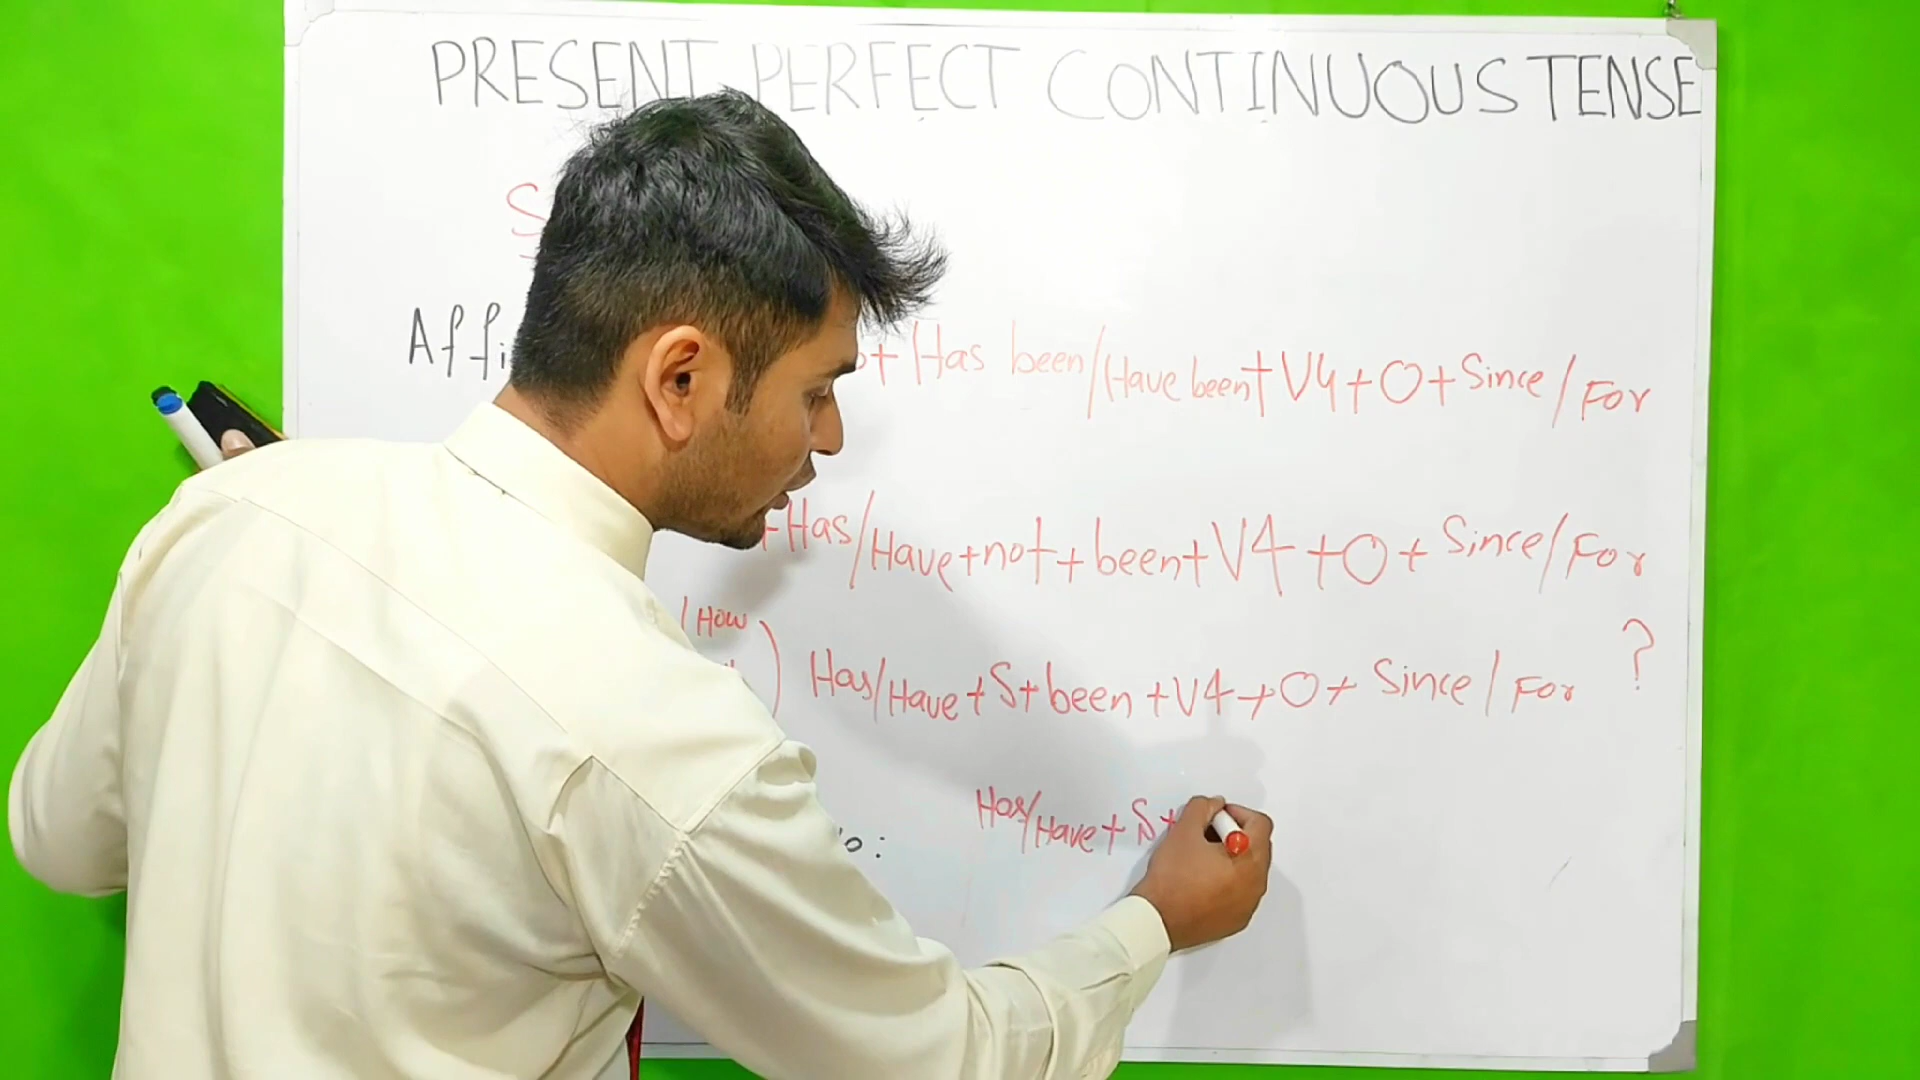 PRESENT PERFECT CONTINUOUS TENSE
S
Affi
+ Has been/Have been+ V4+O+Since/For
+Has/Have+not+been+V4+O+Since/For
/How
) Has/Have+S+been+V4+O+Since/For ?
o: Has/Have+S+